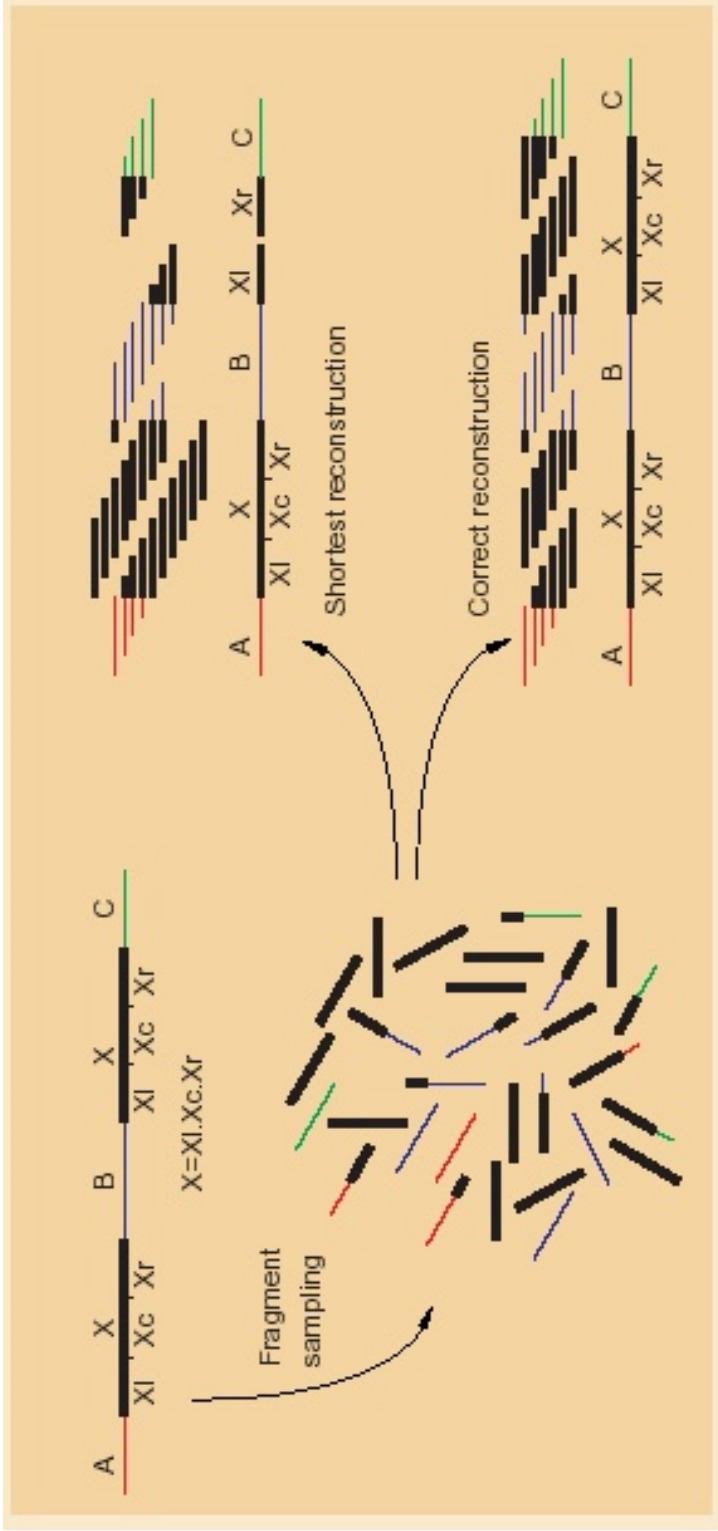 A X B X C
Xl Xc Xr Xl Xc Xr
X=Xl.Xc.Xr
Fragment
sampling
A X B Xl Xr C
Xl Xc Xr
Shortest reconstruction
Correct reconstruction
A X B X C
Xl Xc Xr Xl Xc Xr